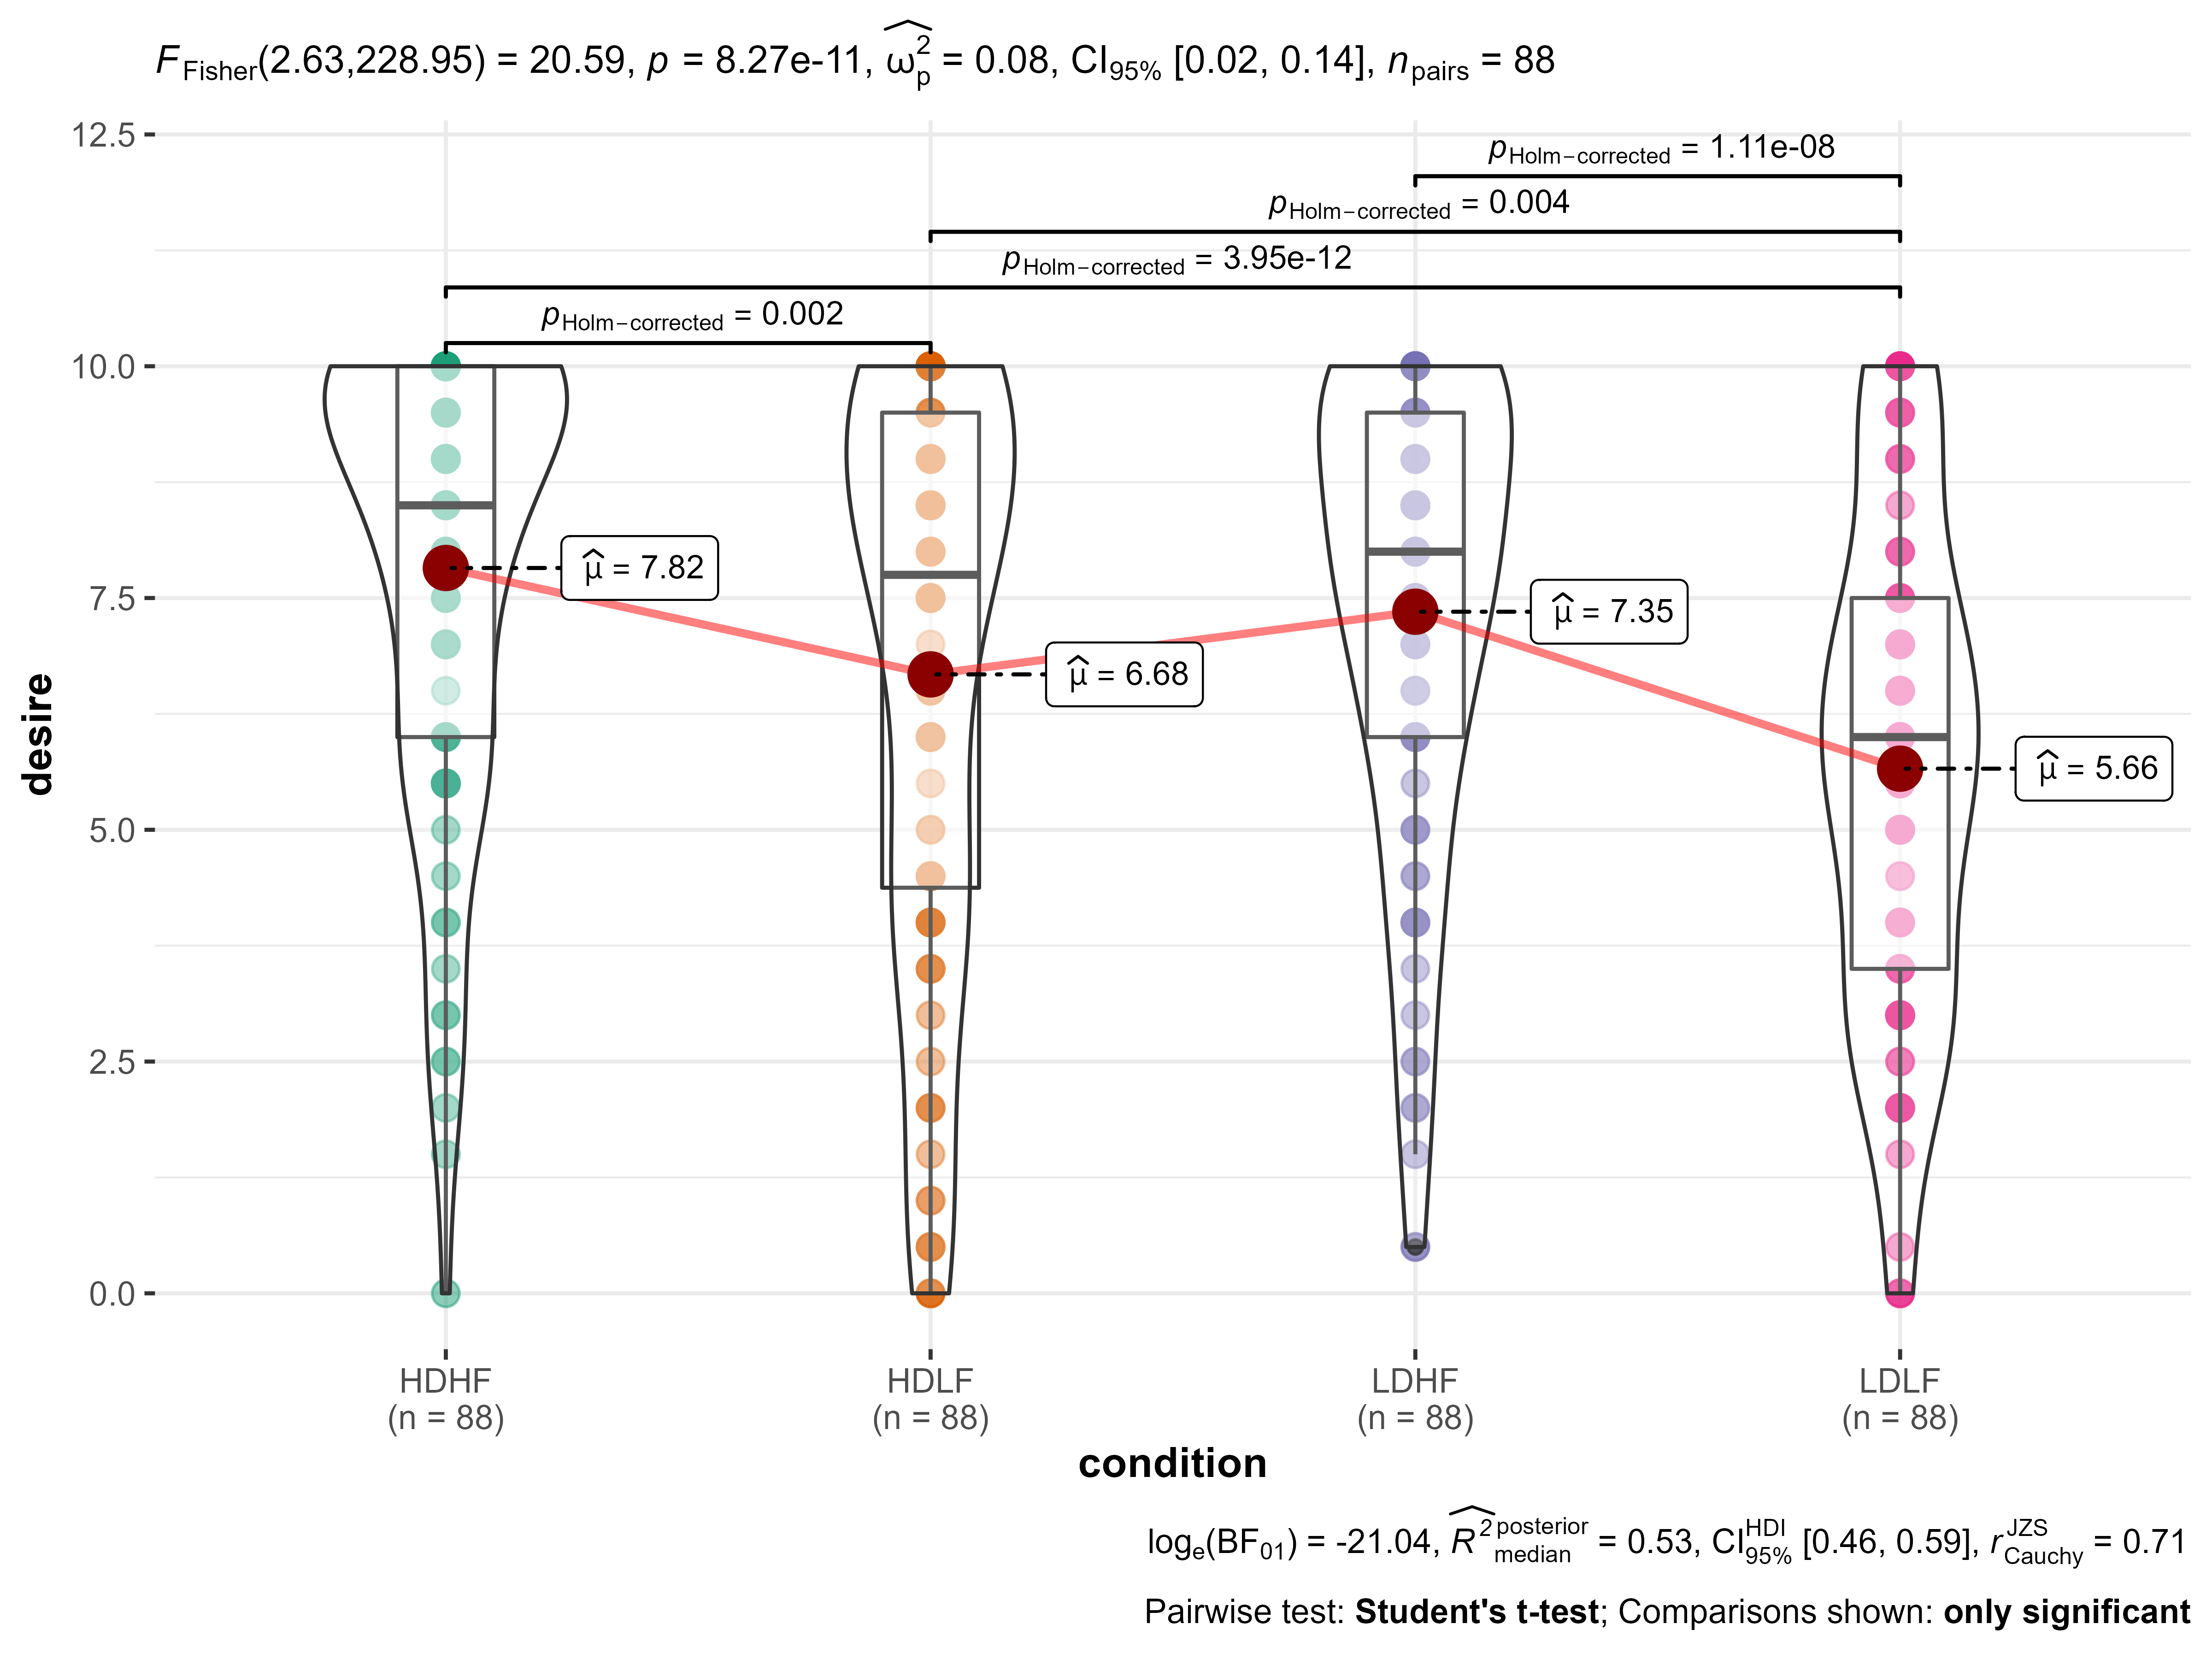 F_Fisher(2.63,228.95) = 20.59, p = 8.27e-11, ω̂²_p = 0.08, CI_95% [0.02, 0.14], n_pairs = 88
12.5
p_Holm−corrected = 1.11e-08
p_Holm−corrected = 0.004
p_Holm−corrected = 3.95e-12
p_Holm−corrected = 0.002
10.0
7.5
5.0
2.5
0.0
desire
μ̂ = 7.82
μ̂ = 6.68
μ̂ = 7.35
μ̂ = 5.66
HDHF HDLF LDHF LDLF
(n = 88) (n = 88) (n = 88) (n = 88)
condition
log_e(BF_01) = -21.04, R̂²^posterior_median = 0.53, CI^HDI_95% [0.46, 0.59], r^JZS_Cauchy = 0.71
Pairwise test: Student's t-test; Comparisons shown: only significant